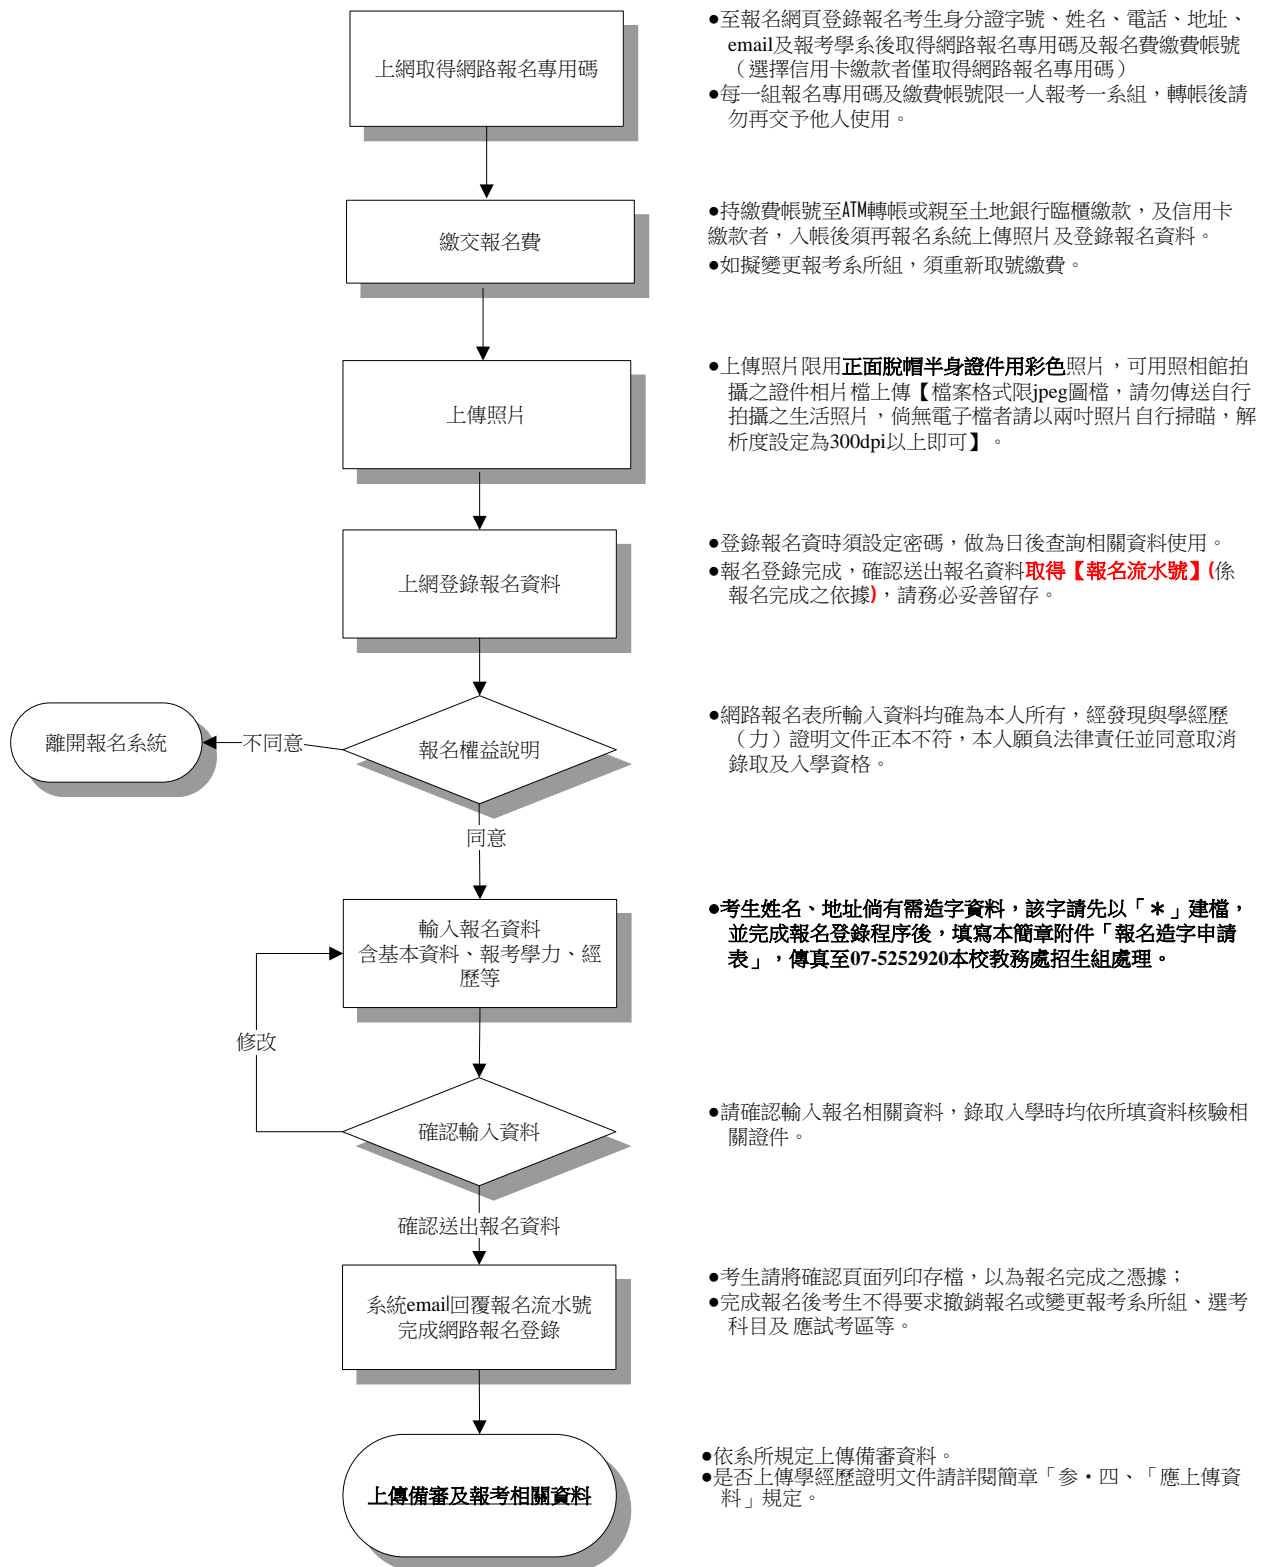 上網取得網路報名專用碼
●至報名網頁登錄報名考生身分證字號、姓名、電話、地址、
email及報考學系後取得網路報名專用碼及報名費繳費帳號
（選擇信用卡繳款者僅取得網路報名專用碼）
●每一組報名專用碼及繳費帳號限一人報考一系組，轉帳後請
勿再交予他人使用。
繳交報名費
●持繳費帳號至ATM轉帳或親至土地銀行臨櫃繳款，及信用卡
繳款者，入帳後須再報名系統上傳照片及登錄報名資料。
●如擬變更報考系所組，須重新取號繳費。
上傳照片
●上傳照片限用正面脫帽半身證件用彩色照片，可用照相館拍
攝之證件相片檔上傳【檔案格式限jpeg圖檔，請勿傳送自行
拍攝之生活照片，倘無電子檔者請以兩吋照片自行掃瞄，解
析度設定為300dpi以上即可】。
上網登錄報名資料
●登錄報名資時須設定密碼，做為日後查詢相關資料使用。
●報名登錄完成，確認送出報名資料取得【報名流水號】(係
報名完成之依據)，請務必妥善留存。
離開報名系統
不同意
報名權益說明
●網路報名表所輸入資料均確為本人所有，經發現與學經歷
（力）證明文件正本不符，本人願負法律責任並同意取消
錄取及入學資格。
同意
輸入報名資料
含基本資料、報考學力、經
歷等
●考生姓名、地址倘有需造字資料，該字請先以「＊」建檔，
並完成報名登錄程序後，填寫本簡章附件「報名造字申請
表」，傳真至07-5252920本校教務處招生組處理。
修改
確認輸入資料
●請確認輸入報名相關資料，錄取入學時均依所填資料核驗相
關證件。
確認送出報名資料
系統email回覆報名流水號
完成網路報名登錄
●考生請將確認頁面列印存檔，以為報名完成之憑據；
●完成報名後考生不得要求撤銷報名或變更報考系所組、選考
科目及 應試考區等。
上傳備審及報考相關資料
●依系所規定上傳備審資料。
●是否上傳學經歷證明文件請詳閱簡章「參‧四、「應上傳資
料」規定。